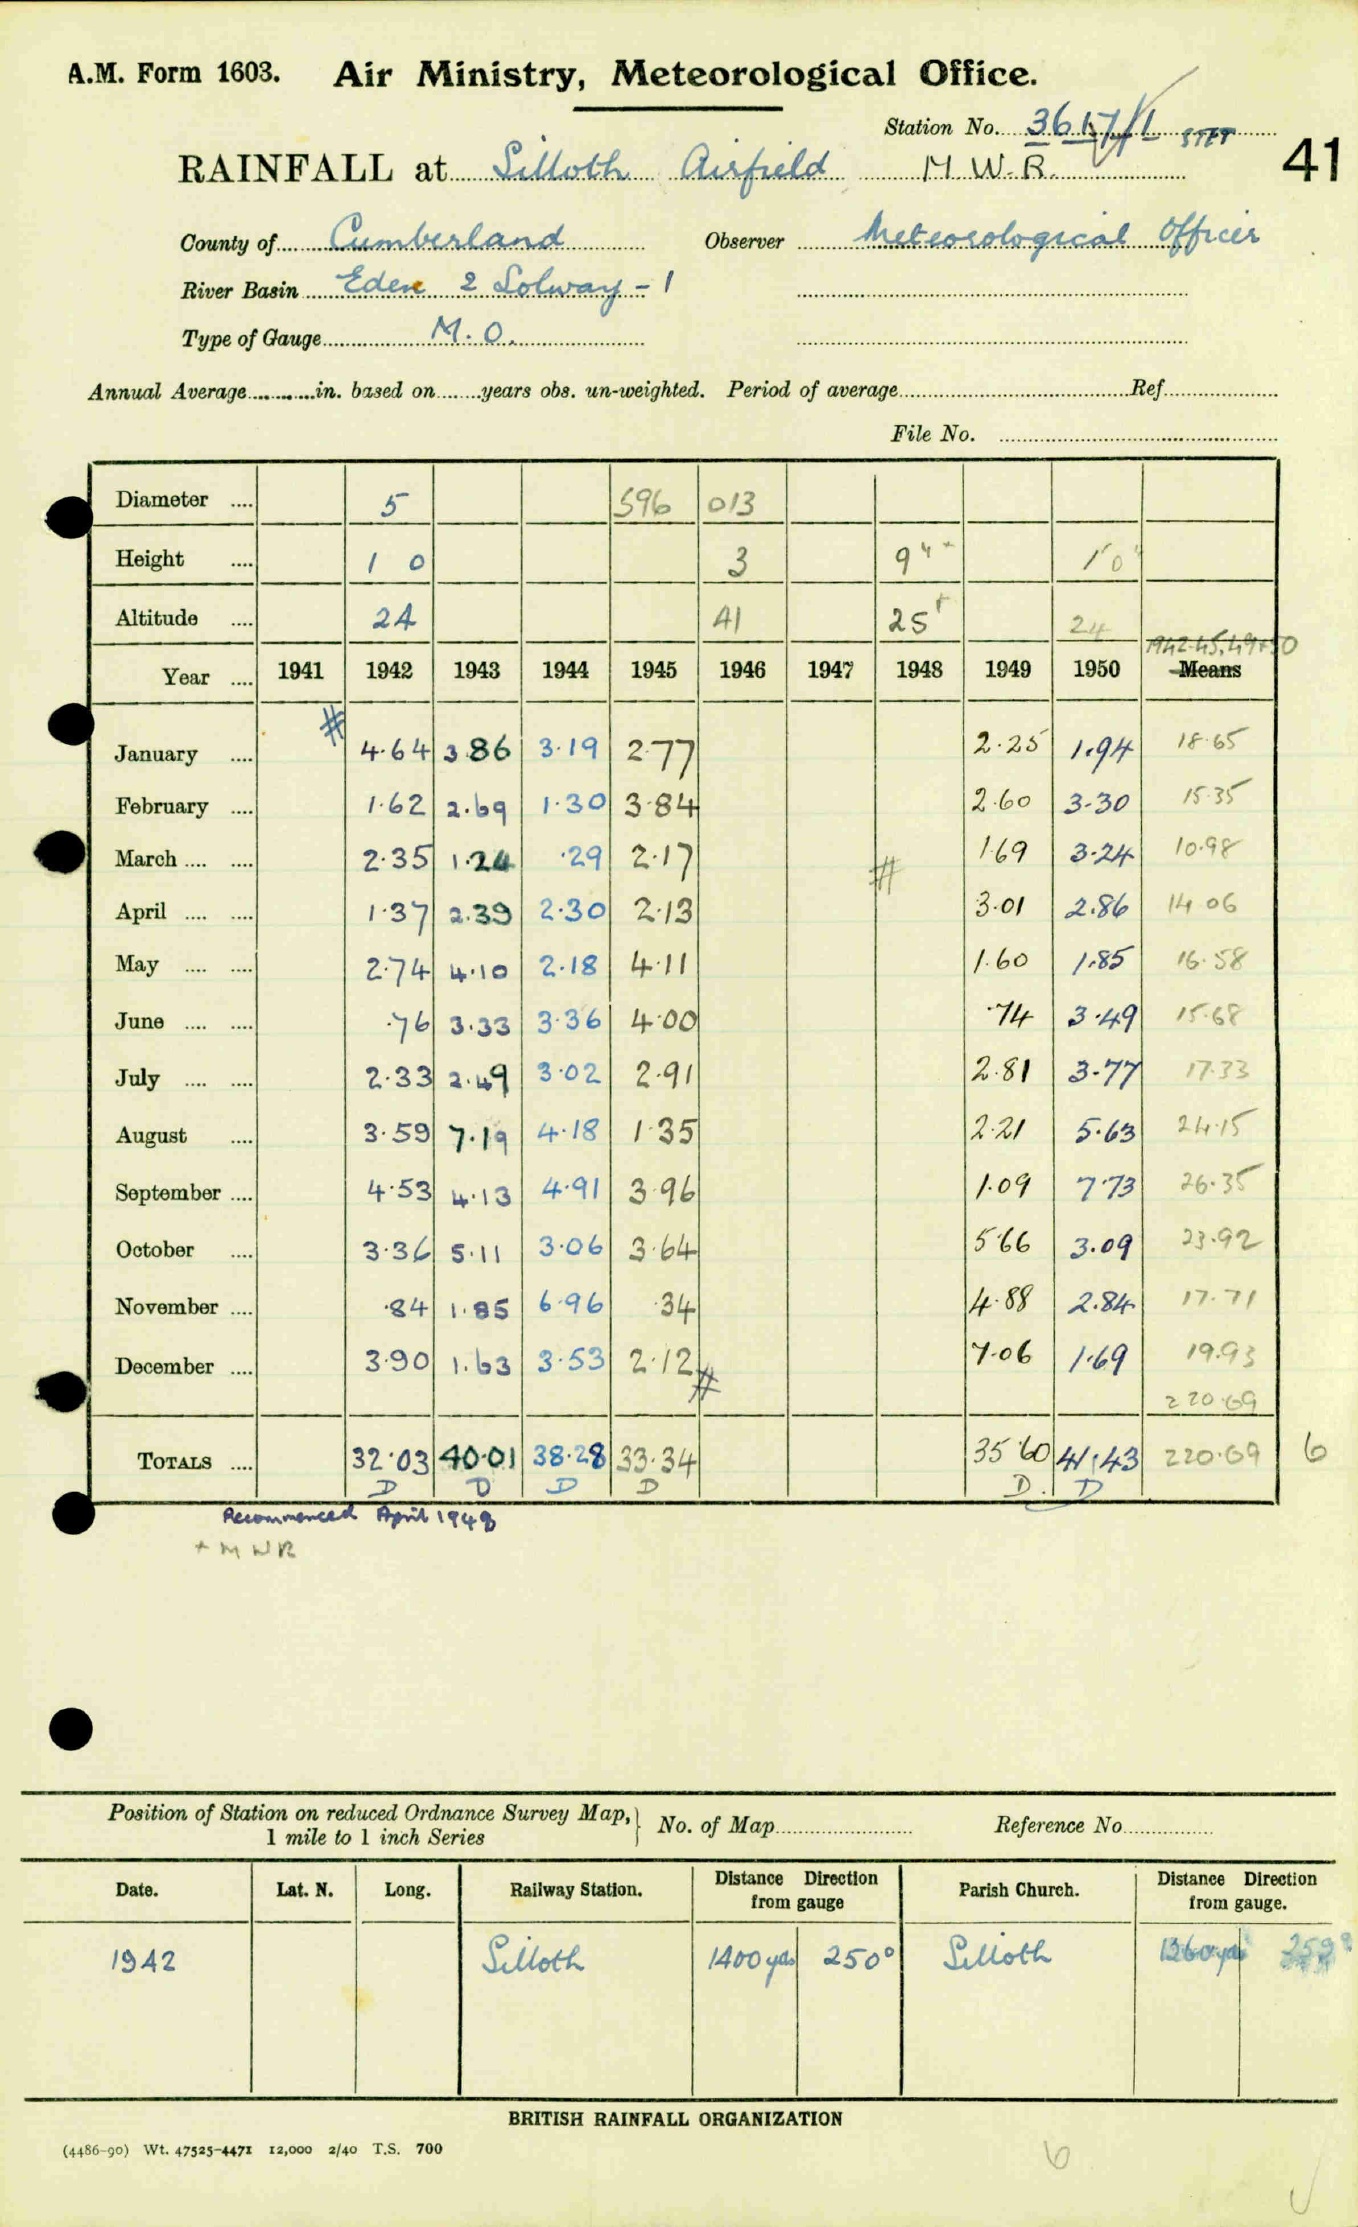 A.M. Form 1603. Air Ministry, Meteorological Office.
Station No. 3617/1 STET
41
RAINFALL at Silloth Airfield M.W.R.
County of Cumberland Observer Meteorological Officer
River Basin Eden 2 Solway - 1
Type of Gauge M.O.
Annual Average in. based on years obs. un-weighted. Period of average Ref
File No.
Diameter 5 596 013
Height 1 0 3 9" + 1'0"
Altitude 24 41 25 + 24
1942-45, 49+50
Year 1941 1942 1943 1944 1945 1946 1947 1948 1949 1950 Means
#
January 4.64 3.86 3.19 2.77 2.25 1.94 18.65
February 1.62 2.69 1.30 3.84 2.60 3.30 15.35
March 2.35 1.24 .29 2.17 # 1.69 3.24 10.98
April 1.37 2.39 2.30 2.13 3.01 2.86 14.06
May 2.74 4.10 2.18 4.11 1.60 1.85 16.58
June .76 3.33 3.36 4.00 .74 3.49 15.68
July 2.33 2.49 3.02 2.91 2.81 3.77 17.33
August 3.59 7.19 4.18 1.35 2.21 5.63 24.15
September 4.53 4.13 4.91 3.96 1.09 7.73 26.35
October 3.36 5.11 3.06 3.64 5.66 3.09 23.92
November .84 1.85 6.96 .34 4.88 2.84 17.71
December 3.90 1.63 3.53 2.12 # 7.06 1.69 19.93
220.69
TOTALS 32.03 40.01 38.28 33.34 35.60 41.43 220.69 6
D D D D D. D
Recommenced April 1948
+ M W R
Position of Station on reduced Ordnance Survey Map, 1 mile to 1 inch Series No. of Map Reference No
Date. Lat. N. Long. Railway Station. Distance Direction from gauge Parish Church. Distance Direction from gauge.
1942 Silloth 1400 yds 250° Silloth 1360 yds
BRITISH RAINFALL ORGANIZATION
(4486-90) Wt. 47525-4471 12,000 2/40 T.S. 700
6